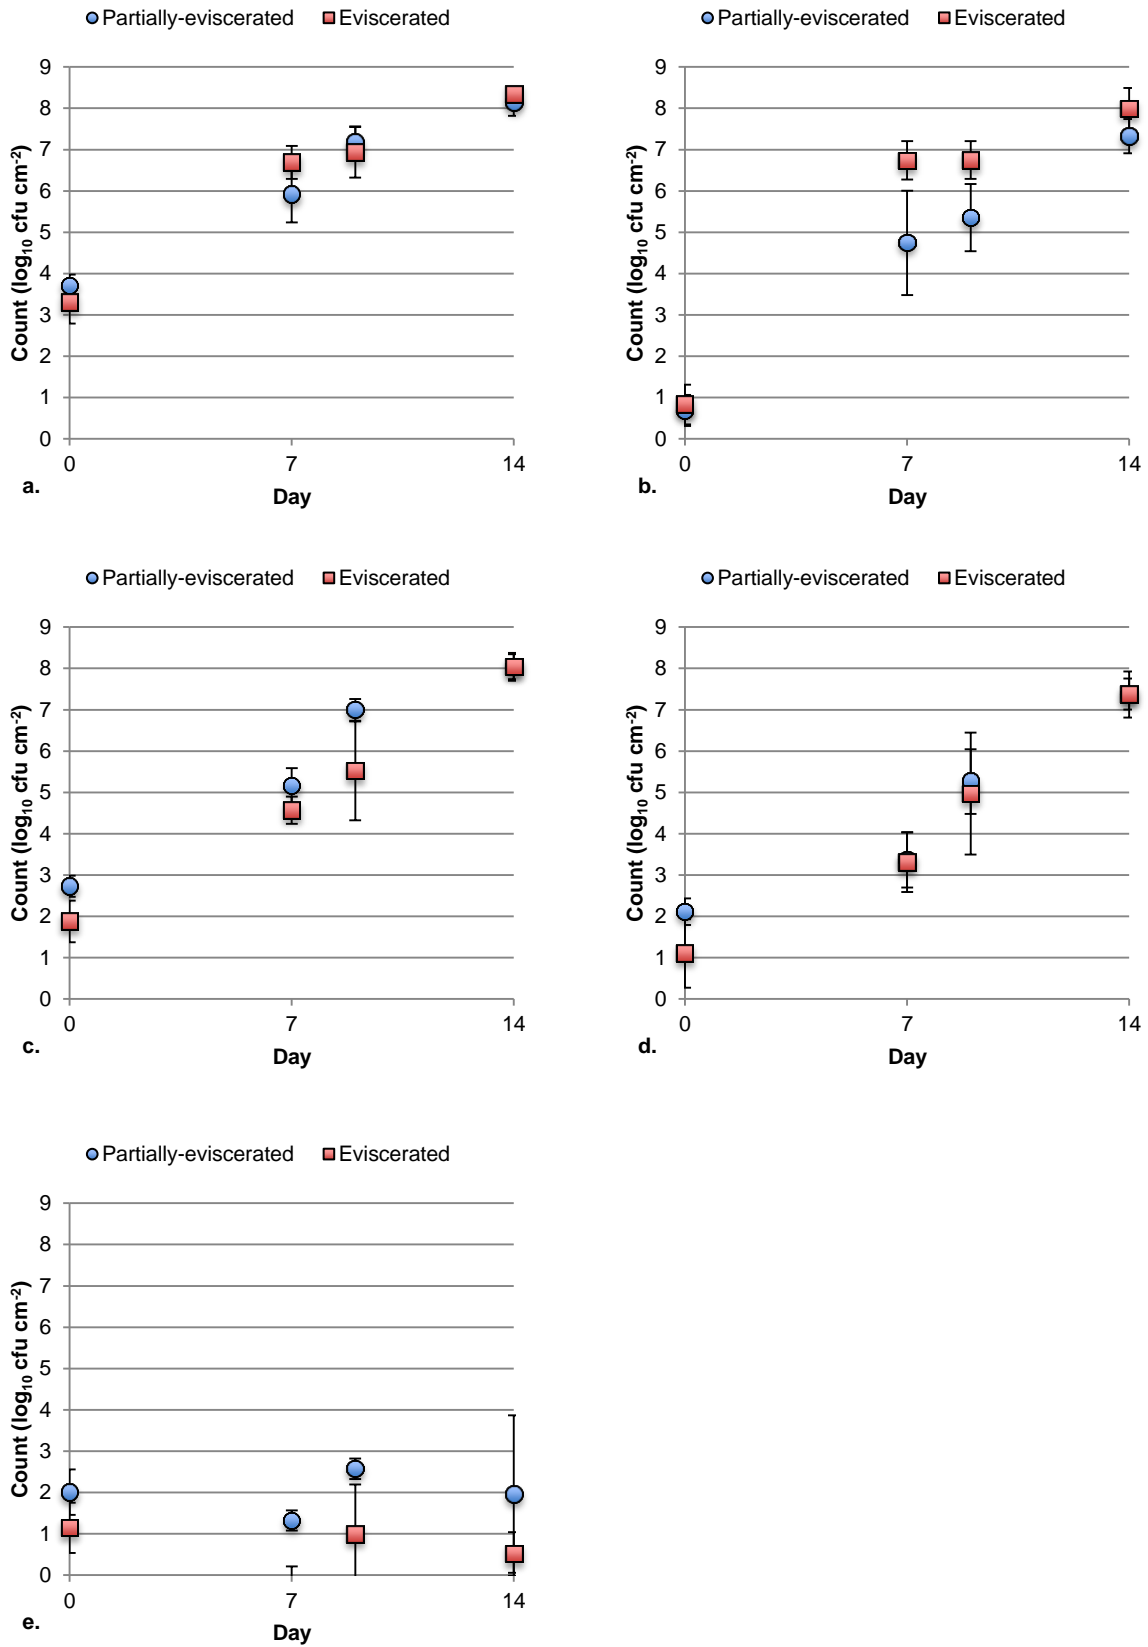 Partially-eviscerated Eviscerated
9
8
7
6
5
4
3
2
1
0
Count (log₁₀ cfu cm⁻²)
0 7 14
Day
a.
Partially-eviscerated Eviscerated
9
8
7
6
5
4
3
2
1
0
Count (log₁₀ cfu cm⁻²)
0 7 14
Day
b.
Partially-eviscerated Eviscerated
9
8
7
6
5
4
3
2
1
0
Count (log₁₀ cfu cm⁻²)
0 7 14
Day
c.
Partially-eviscerated Eviscerated
9
8
7
6
5
4
3
2
1
0
Count (log₁₀ cfu cm⁻²)
0 7 14
Day
d.
Partially-eviscerated Eviscerated
9
8
7
6
5
4
3
2
1
0
Count (log₁₀ cfu cm⁻²)
0 7 14
Day
e.